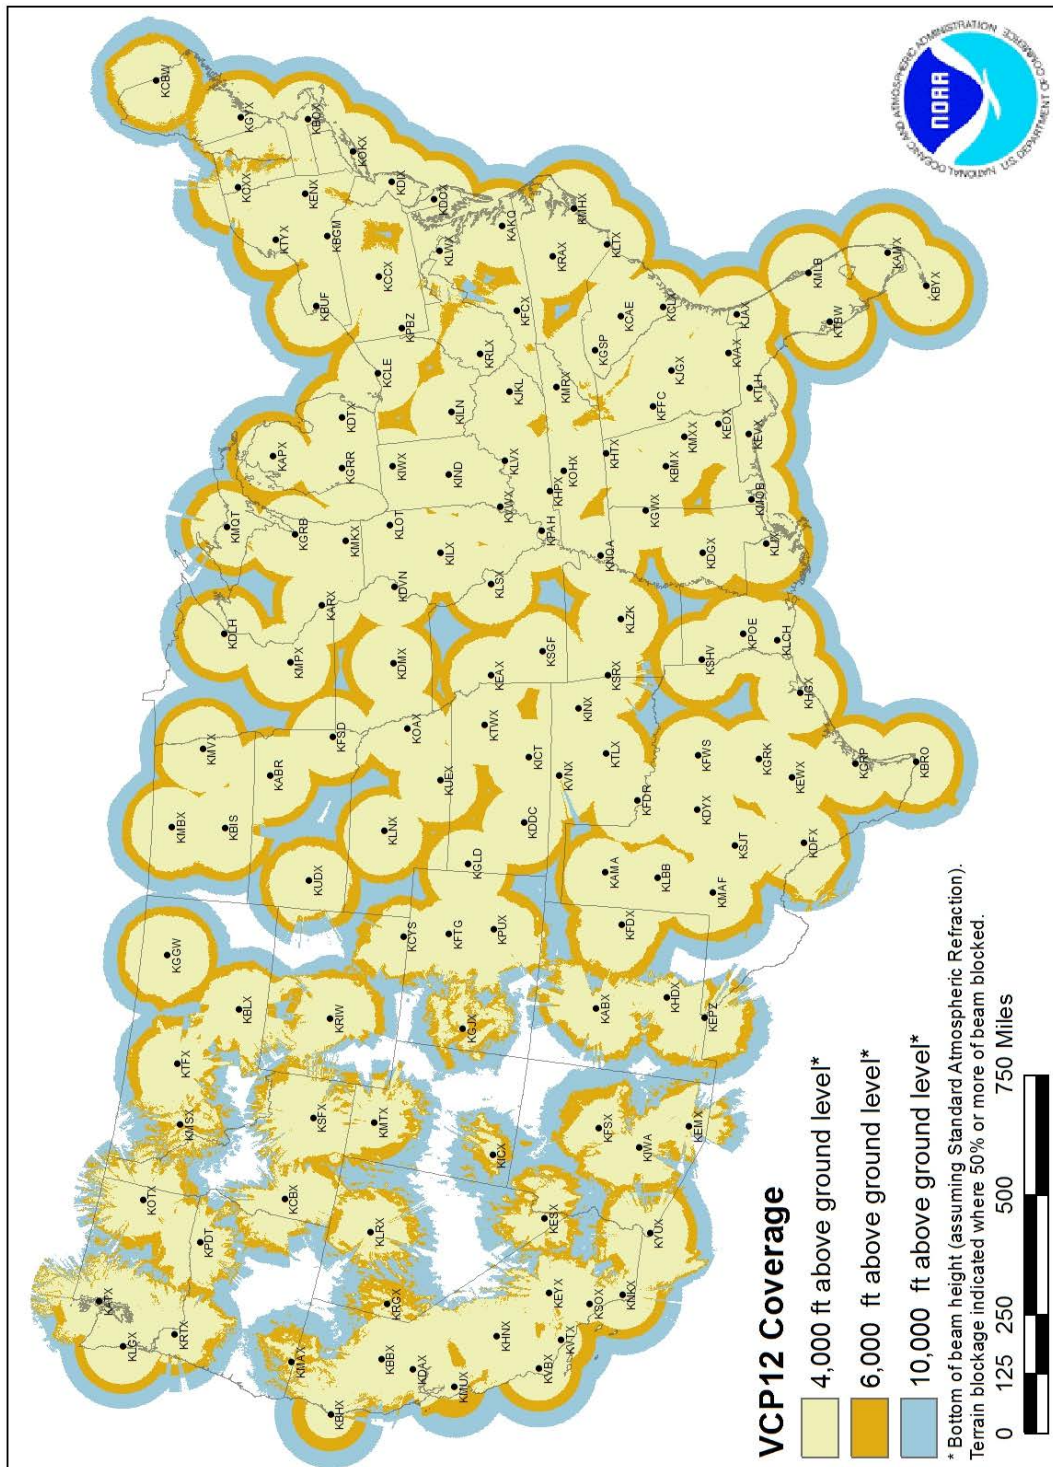 KATX
KLGX
KRTX
KOTX
KPDT
KMSX
KTFX
KGGW
KBLX
KCBX
KSFX
KRIW
KMTX
KMAX
KBHX
KRGX
KLRX
KBBX
KDAX
KMUX
KHNX
KEYX
KVBX
KVTX
KSOX
KNKX
KYUX
KESX
KICX
KFSX
KIWA
KEMX
KGJX
KCYS
KFTG
KPUX
KABX
KHDX
KEPZ
KFDX
KMBX
KBIS
KMVX
KABR
KUDX
KFSD
KLNX
KUEX
KOAX
KGLD
KDDC
KTWX
KICT
KVNX
KINX
KTLX
KFDR
KAMA
KLBB
KMAF
KSJT
KDYX
KFWS
KGRK
KEWX
KDFX
KCRP
KBRO
KHGX
KLCH
KPOE
KSHV
KSRX
KLZK
KSGF
KEAX
KLSX
KDMX
KDVN
KARX
KMPX
KDLH
KMQT
KGRB
KMKX
KLOT
KILX
KPAH
KNQA
KDGX
KLIX
KMOB
KGWX
KBMX
KMXX
KEOX
KEVX
KTLH
KHTX
KOHX
KHPX
KVWX
KLVX
KIND
KIWX
KGRR
KAPX
KDTX
KCLE
KILN
KJKL
KRLX
KMRX
KGSP
KFFC
KJGX
KVAX
KJAX
KCLX
KCAE
KTBW
KMLB
KAMX
KBYX
KLTX
KMHX
KRAX
KFCX
KAKQ
KLWX
KDOX
KDIX
KPBZ
KCCX
KBUF
KBGM
KTYX
KENX
KCXX
KOKX
KBOX
KGYX
KCBW
NATIONAL OCEANIC AND ATMOSPHERIC ADMINISTRATION
U.S. DEPARTMENT OF COMMERCE
NOAA
VCP12 Coverage
4,000 ft above ground level*
6,000 ft above ground level*
10,000 ft above ground level*
* Bottom of beam height (assuming Standard Atmospheric Refraction).
Terrain blockage indicated where 50% or more of beam blocked.
0 125 250 500 750 Miles